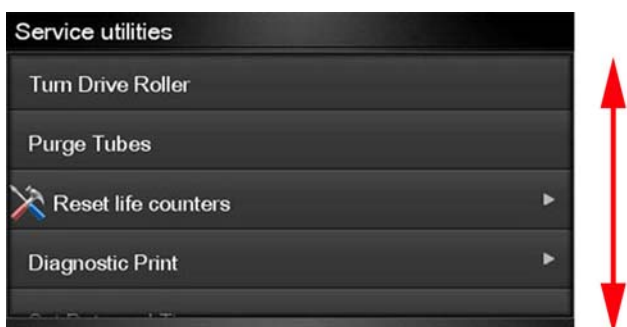 Service utilities
Turn Drive Roller
Purge Tubes
Reset life counters
Diagnostic Print